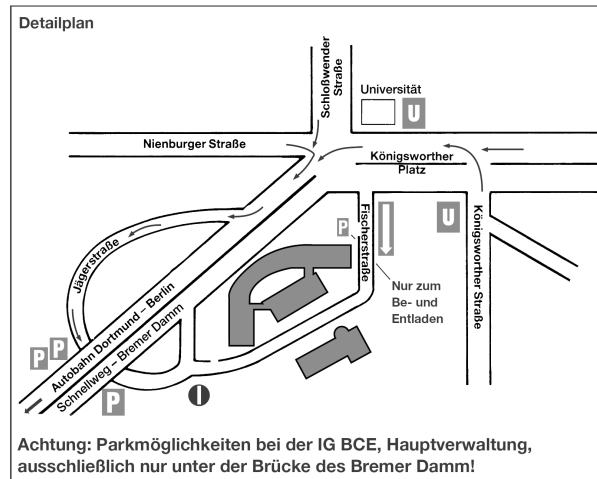 Detailplan
Schloßwender
Straße
Universität
U
Nienburger Straße
Königsworther
Platz
Fischerstraße
P
U
Königsworther Straße
Jägerstraße
Nur zum
Be- und
Entladen
Autobahn Dortmund – Berlin
Schnellweg – Bremer Damm
P
P
P
Achtung: Parkmöglichkeiten bei der IG BCE, Hauptverwaltung,
ausschließlich nur unter der Brücke des Bremer Damm!